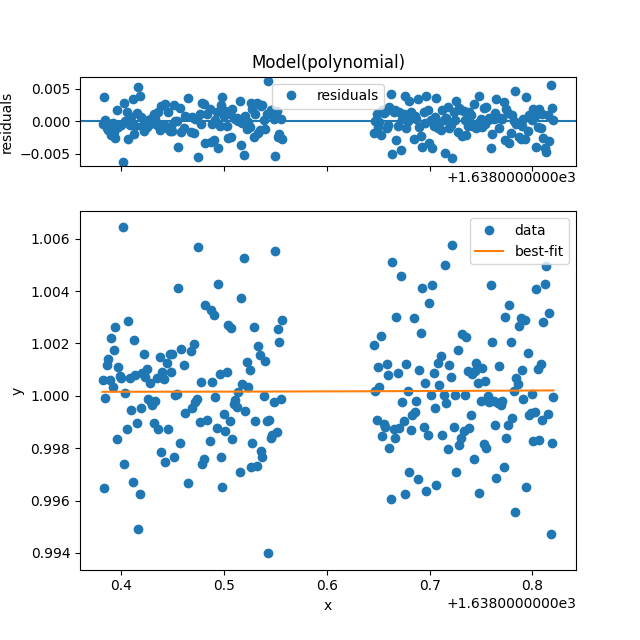 Model(polynomial)
0.005
0.000
−0.005
residuals
residuals
+1.6380000000e3
1.006
1.004
1.002
1.000
0.998
0.996
0.994
y
data
best-fit
0.4
0.5
0.6
0.7
0.8
x
+1.6380000000e3